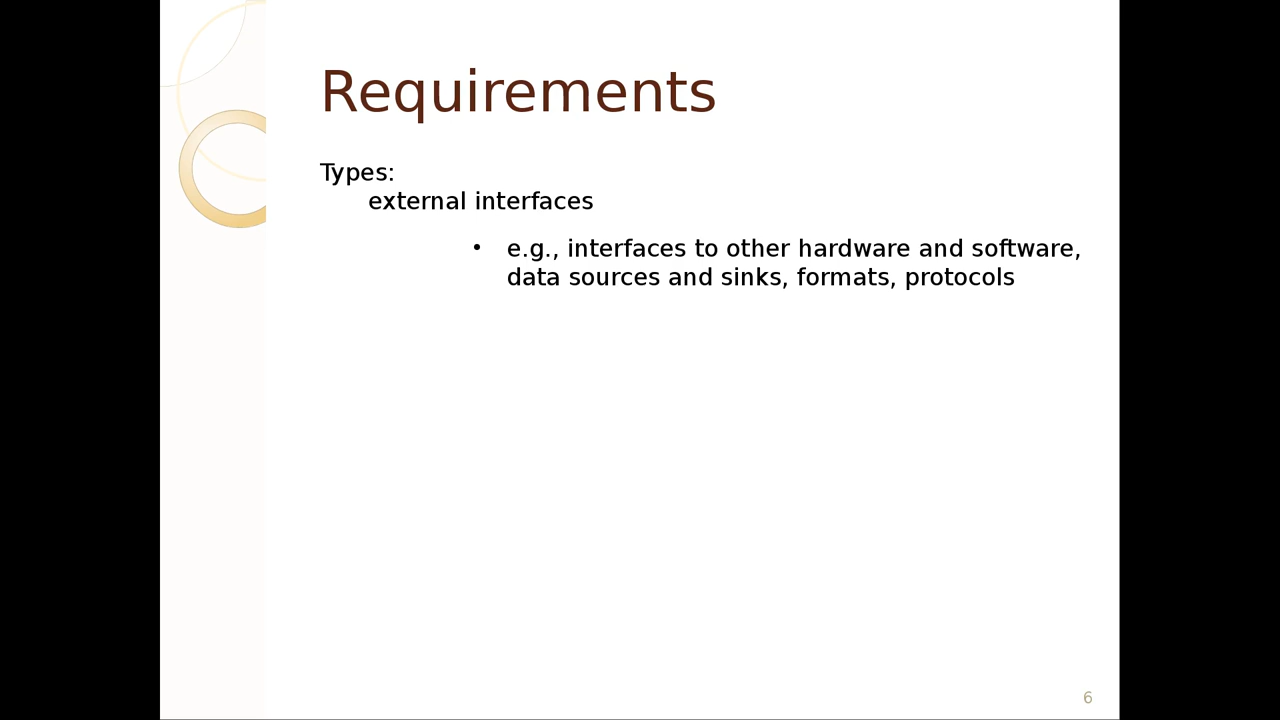 Requirements
Types:
external interfaces
• e.g., interfaces to other hardware and software,
data sources and sinks, formats, protocols
6